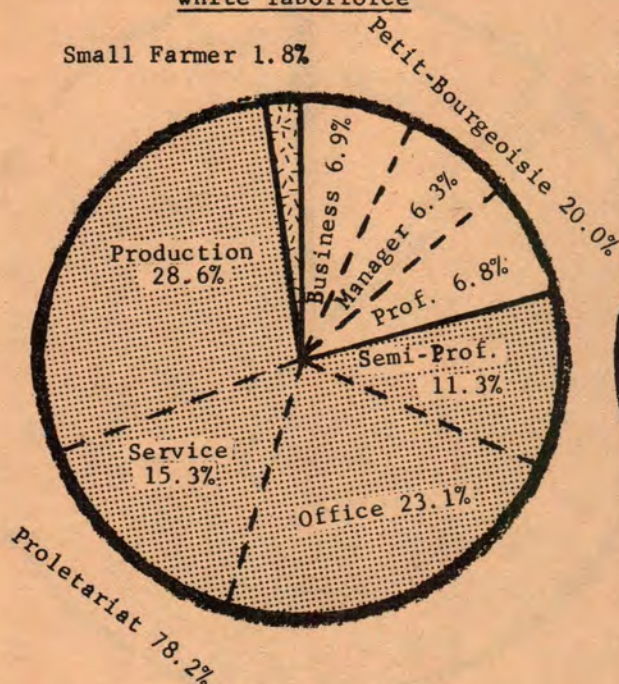 White laborforce
Small Farmer 1.8%
Petit-Bourgeoisie 20.0%
Business 6.9%
Manager 6.3%
Prof. 6.8%
Production
28.6%
Semi-Prof.
11.3%
Service
15.3%
Office 23.1%
Proletariat 78.2%